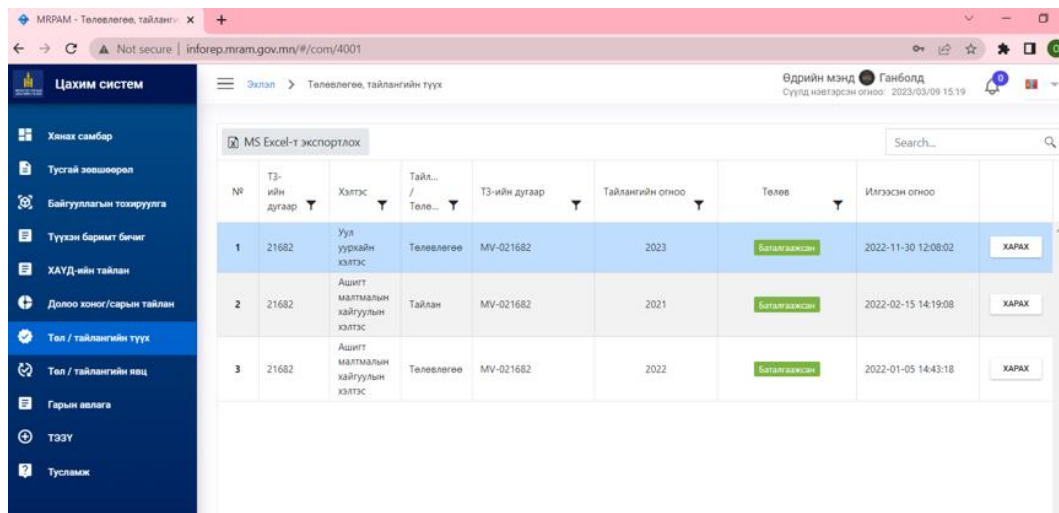 MRPAM - Төлөвлөгөө, тайланги
Not secure | inforep.mram.gov.mn/#/com/4001
Цахим систем
Эхлэл > Төлөвлөгөө, тайлангийн түүх
Өдрийн мэнд Ганболд
Сүүлд нэвтэрсэн огноо: 2023/03/09 15:19
0
Хянах самбар
Тусгай зөвшөөрөл
Байгууллагын тохируулга
Түүхэн баримт бичиг
ХАҮД-ийн тайлан
Долоо хоног/сарын тайлан
Төл / тайлангийн түүх
Төл / тайлангийн явц
Гарын авлага
ТЭЗҮ
Тусламж
MS Excel-т экспортлох
Search...
№ ТЗ-ийн дугаар Хэлтэс Тайл... / Төлө... ТЗ-ийн дугаар Тайлангийн огноо Төлөв Илгээсэн огноо
1 21682 Уул уурхайн хэлтэс Төлөвлөгөө MV-021682 2023 Баталгаажсан 2022-11-30 12:08:02 ХАРАХ
2 21682 Ашигт малтмалын хайгуулын хэлтэс Тайлан MV-021682 2021 Баталгаажсан 2022-02-15 14:19:08 ХАРАХ
3 21682 Ашигт малтмалын хайгуулын хэлтэс Төлөвлөгөө MV-021682 2022 Баталгаажсан 2022-01-05 14:43:18 ХАРАХ